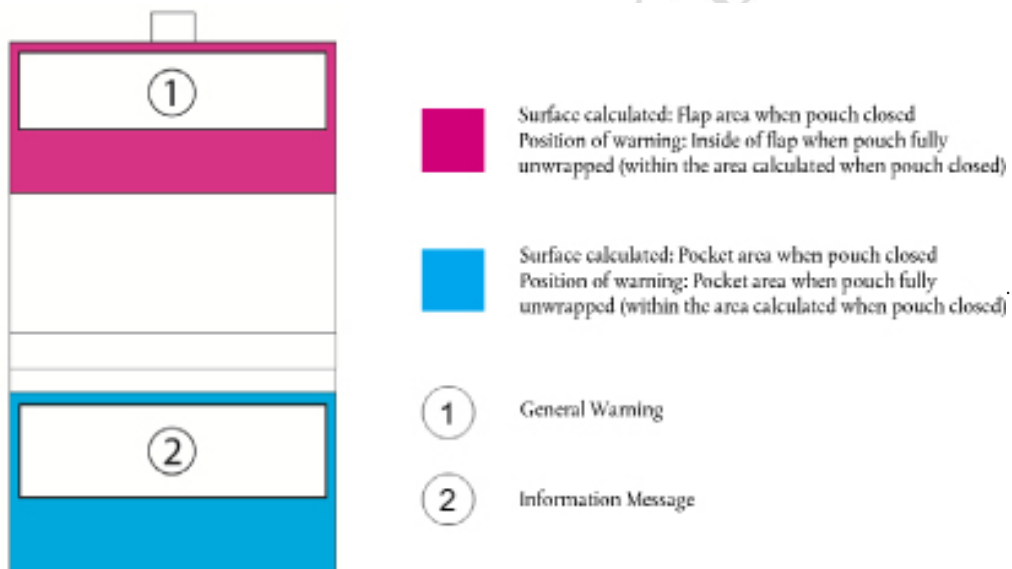 1
Surface calculated: Flap area when pouch closed
Position of warning: Inside of flap when pouch fully
unwrapped (within the area calculated when pouch closed)
Surface calculated: Pocket area when pouch closed
Position of warning: Pocket area when pouch fully
unwrapped (within the area calculated when pouch closed)
1
General Warning
2
2
Information Message